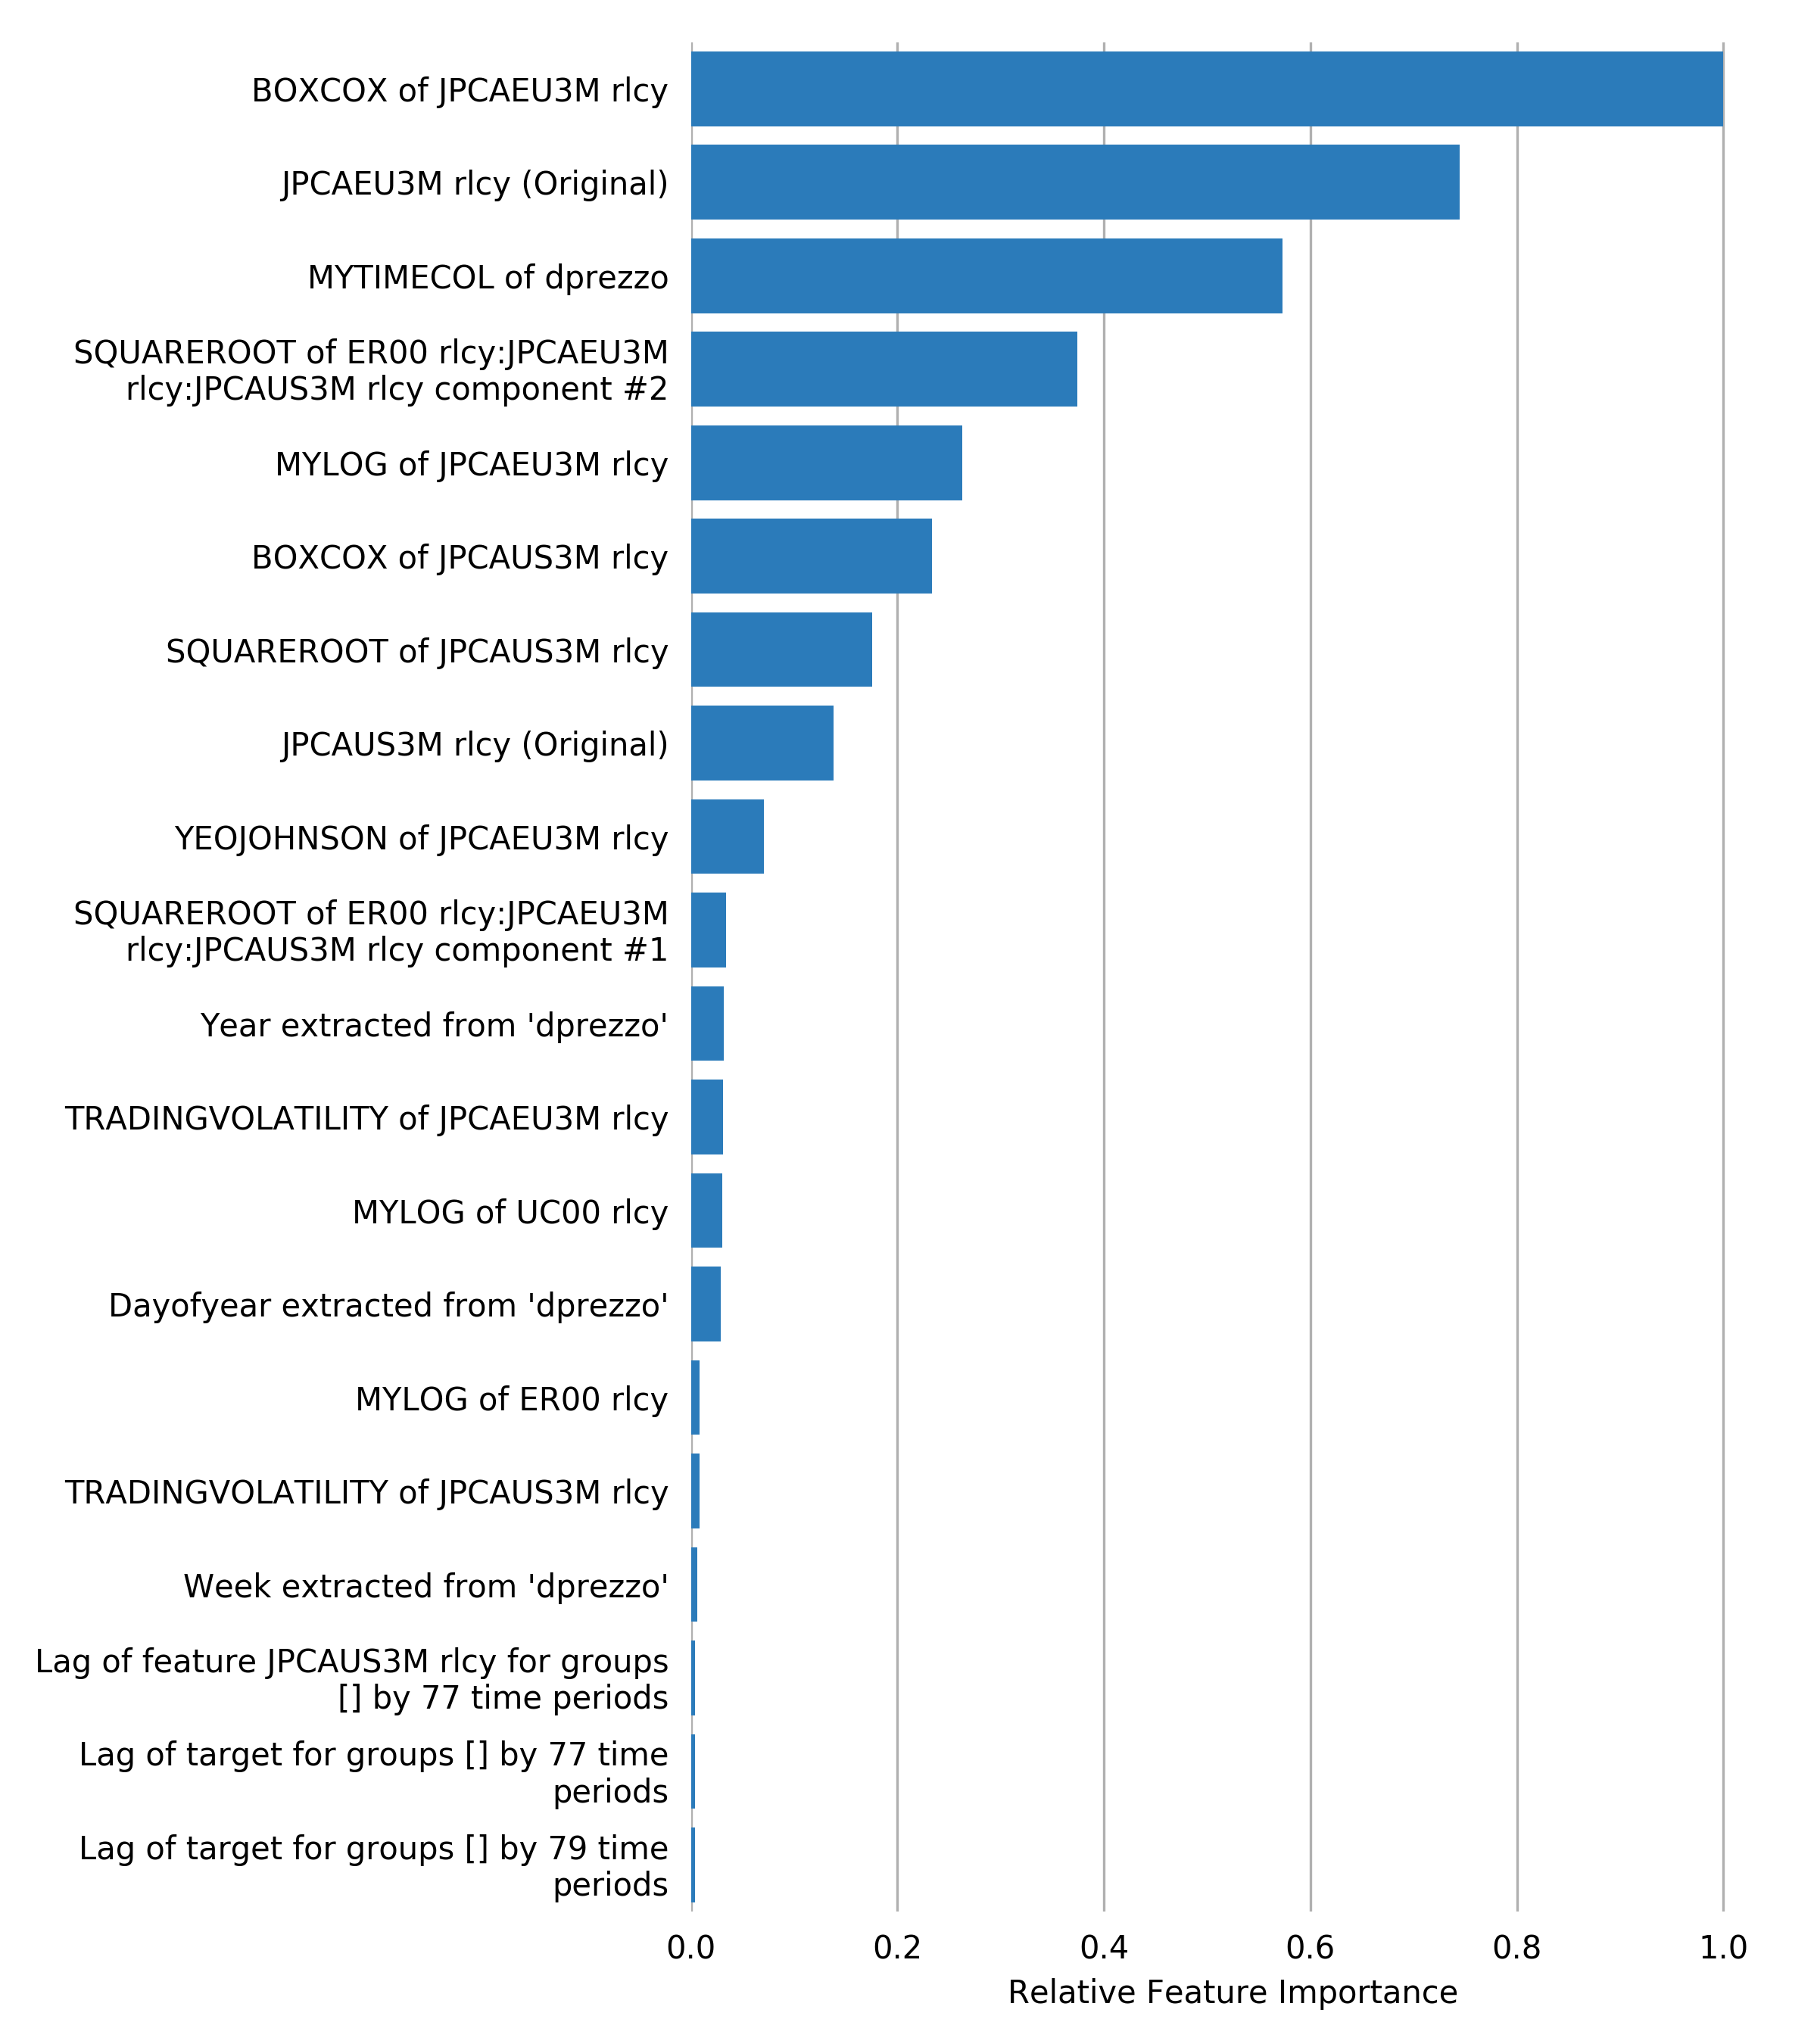 BOXCOX of JPCAEU3M rlcy
JPCAEU3M rlcy (Original)
MYTIMECOL of dprezzo
SQUAREROOT of ER00 rlcy:JPCAEU3M
rlcy:JPCAUS3M rlcy component #2
MYLOG of JPCAEU3M rlcy
BOXCOX of JPCAUS3M rlcy
SQUAREROOT of JPCAUS3M rlcy
JPCAUS3M rlcy (Original)
YEOJOHNSON of JPCAEU3M rlcy
SQUAREROOT of ER00 rlcy:JPCAEU3M
rlcy:JPCAUS3M rlcy component #1
Year extracted from 'dprezzo'
TRADINGVOLATILITY of JPCAEU3M rlcy
MYLOG of UC00 rlcy
Dayofyear extracted from 'dprezzo'
MYLOG of ER00 rlcy
TRADINGVOLATILITY of JPCAUS3M rlcy
Week extracted from 'dprezzo'
Lag of feature JPCAUS3M rlcy for groups
[] by 77 time periods
Lag of target for groups [] by 77 time
periods
Lag of target for groups [] by 79 time
periods
0.0 0.2 0.4 0.6 0.8 1.0
Relative Feature Importance